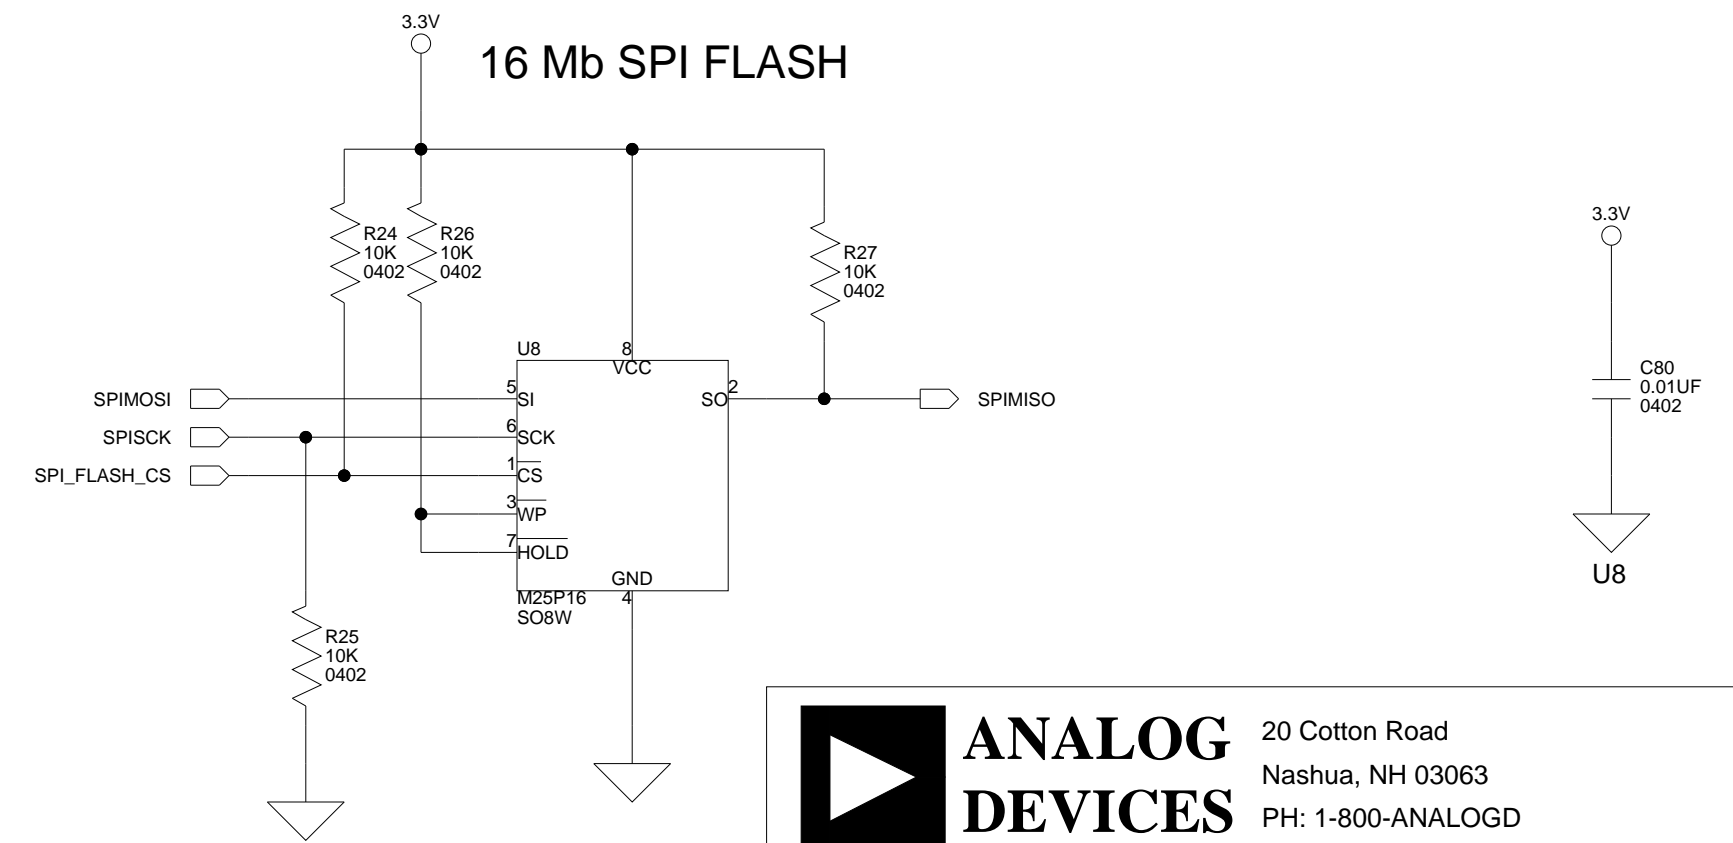 3.3V
16 Mb SPI FLASH
R24
10K
0402
R26
10K
0402
R27
10K
0402
3.3V
C80
0.01UF
0402
U8
U8
8
VCC
SPIMOSI
5
SI
SO
2
SPIMISO
SPISCK
6
SCK
SPI_FLASH_CS
1
CS
3
WP
7
HOLD
GND
4
M25P16
SO8W
R25
10K
0402
ANALOG
DEVICES
20 Cotton Road
Nashua, NH 03063
PH: 1-800-ANALOGD